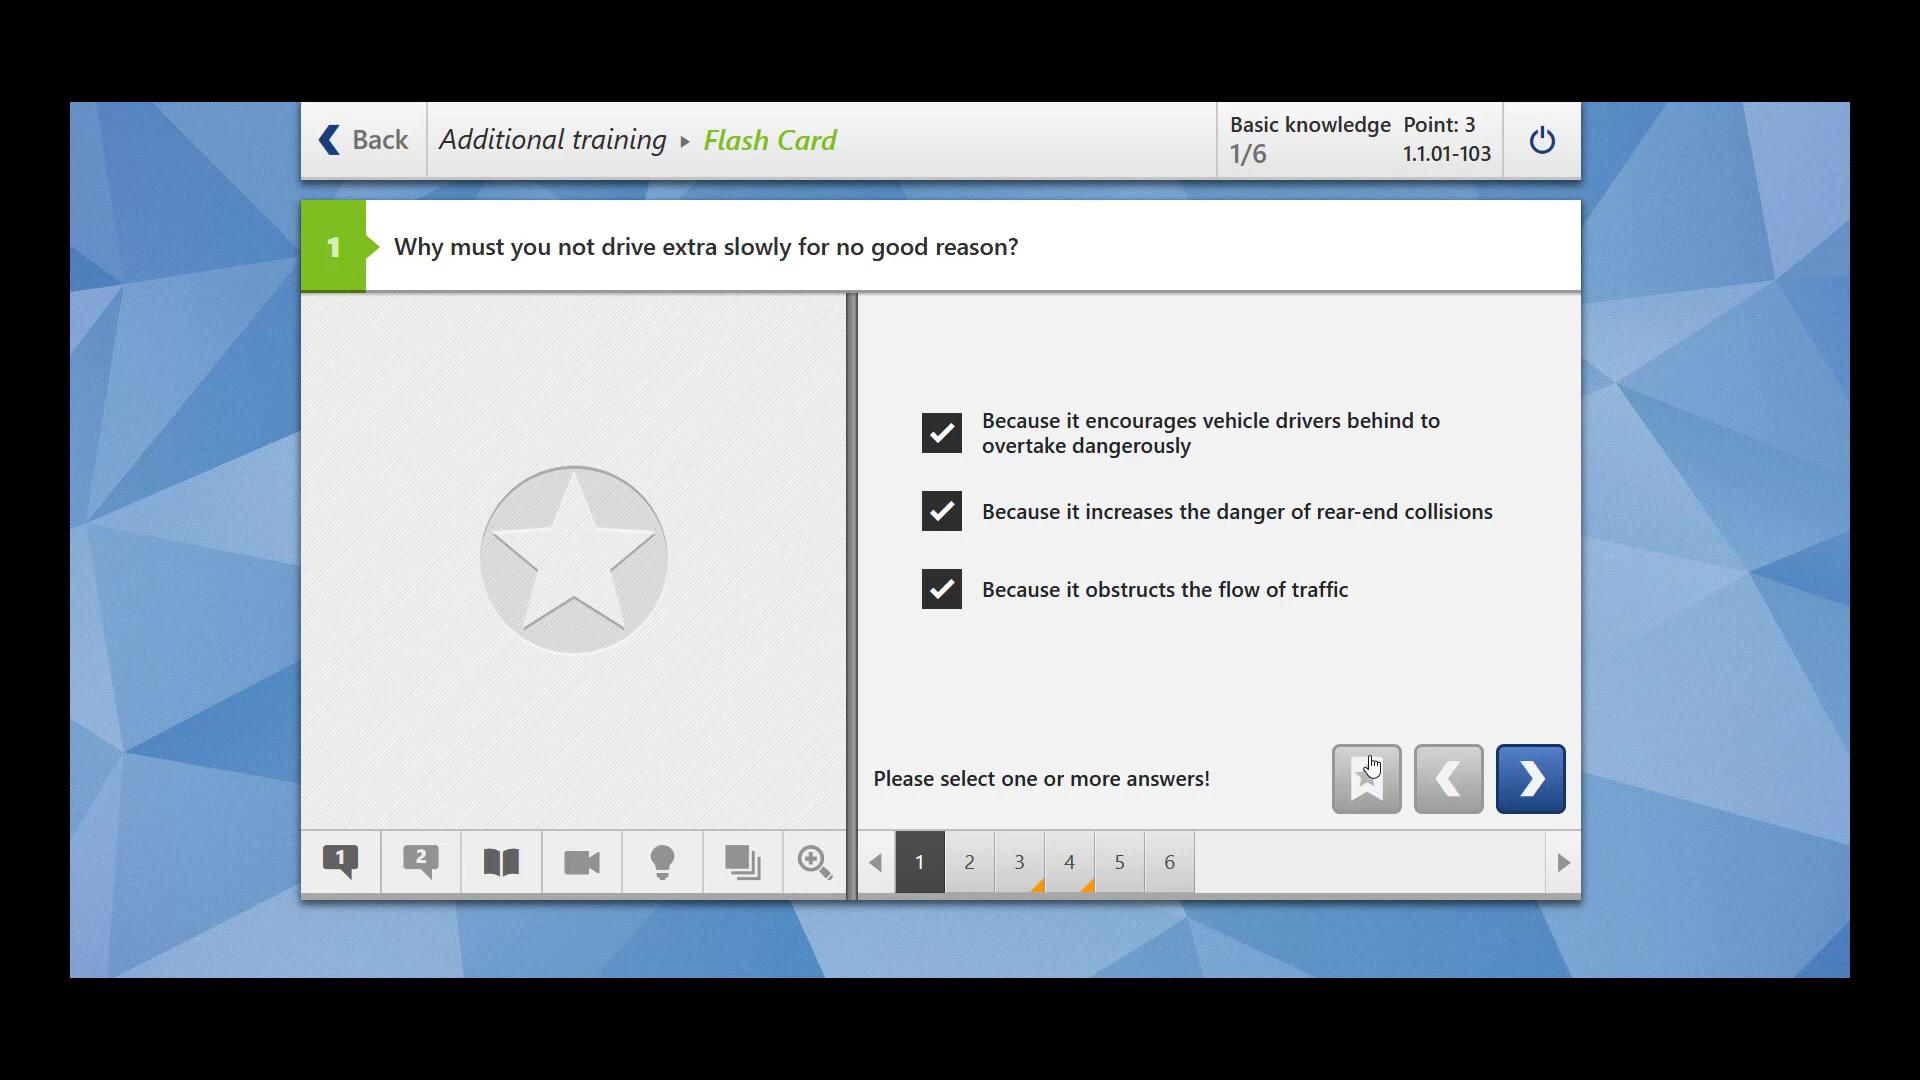 Back
Additional training ▸ Flash Card
Basic knowledge Point: 3
1/6 1.1.01-103
1 Why must you not drive extra slowly for no good reason?
Because it encourages vehicle drivers behind to
overtake dangerously
Because it increases the danger of rear-end collisions
Because it obstructs the flow of traffic
Please select one or more answers!
1 2
1 2 3 4 5 6